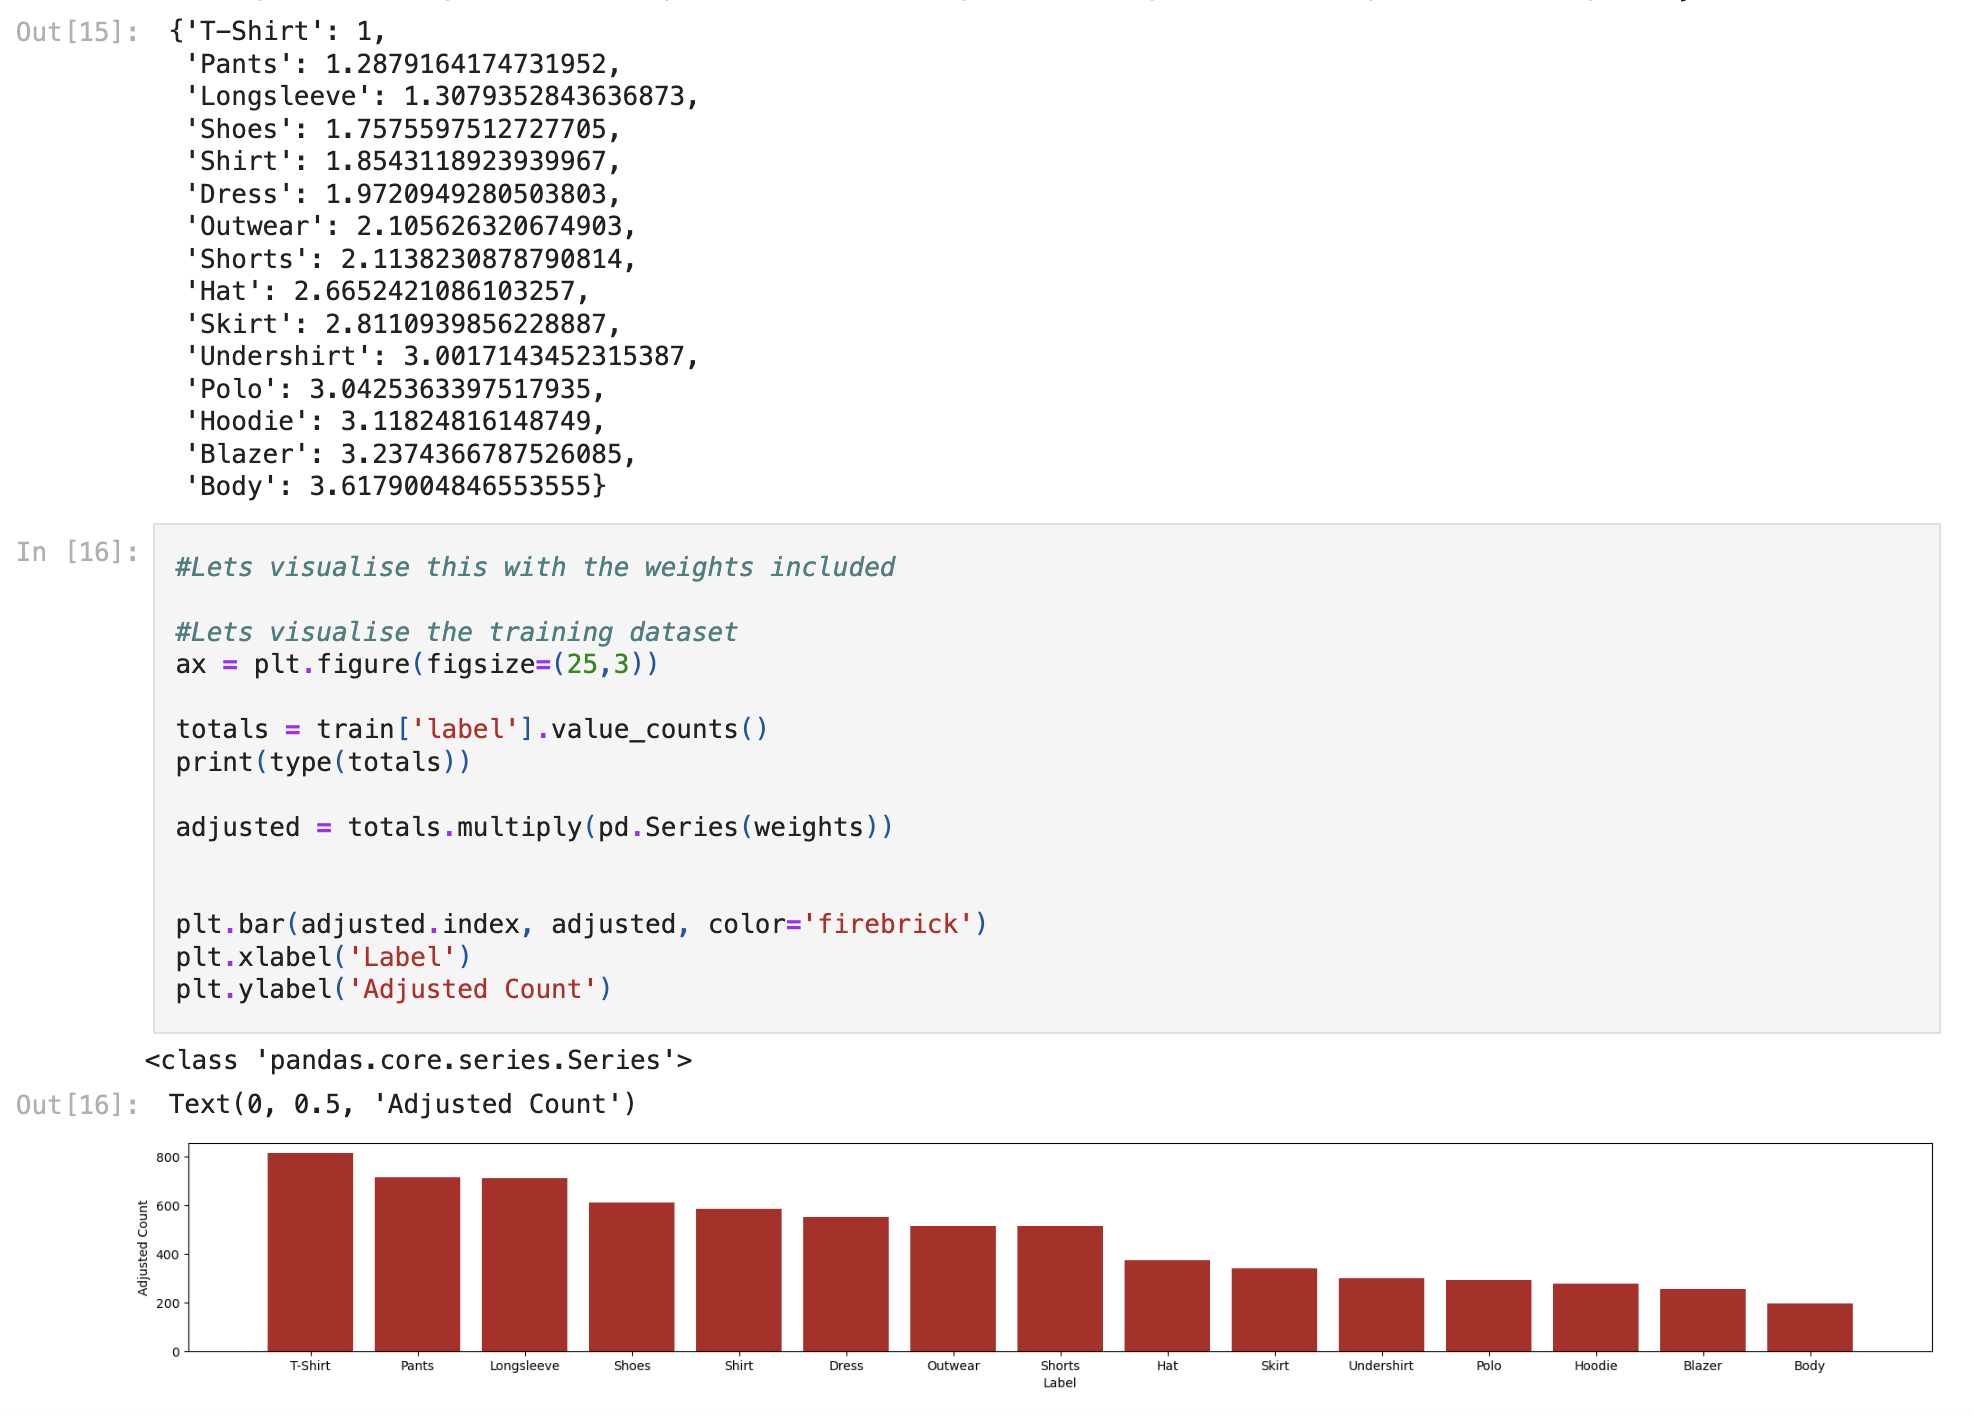 Out[15]: {'T-Shirt': 1,
'Pants': 1.2879164174731952,
'Longsleeve': 1.3079352843636873,
'Shoes': 1.7575597512727705,
'Shirt': 1.8543118923939967,
'Dress': 1.9720949280503803,
'Outwear': 2.105626320674903,
'Shorts': 2.1138230878790814,
'Hat': 2.6652421086103257,
'Skirt': 2.8110939856228887,
'Undershirt': 3.0017143452315387,
'Polo': 3.0425363397517935,
'Hoodie': 3.11824816148749,
'Blazer': 3.2374366787526085,
'Body': 3.6179004846553555}
In [16]:
#Lets visualise this with the weights included
#Lets visualise the training dataset
ax = plt.figure(figsize=(25,3))
totals = train['label'].value_counts()
print(type(totals))
adjusted = totals.multiply(pd.Series(weights))
plt.bar(adjusted.index, adjusted, color='firebrick')
plt.xlabel('Label')
plt.ylabel('Adjusted Count')
<class 'pandas.core.series.Series'>
Out[16]: Text(0, 0.5, 'Adjusted Count')
Adjusted Count
800
600
400
200
0
T-Shirt Pants Longsleeve Shoes Shirt Dress Outwear Shorts Hat Skirt Undershirt Polo Hoodie Blazer Body
Label